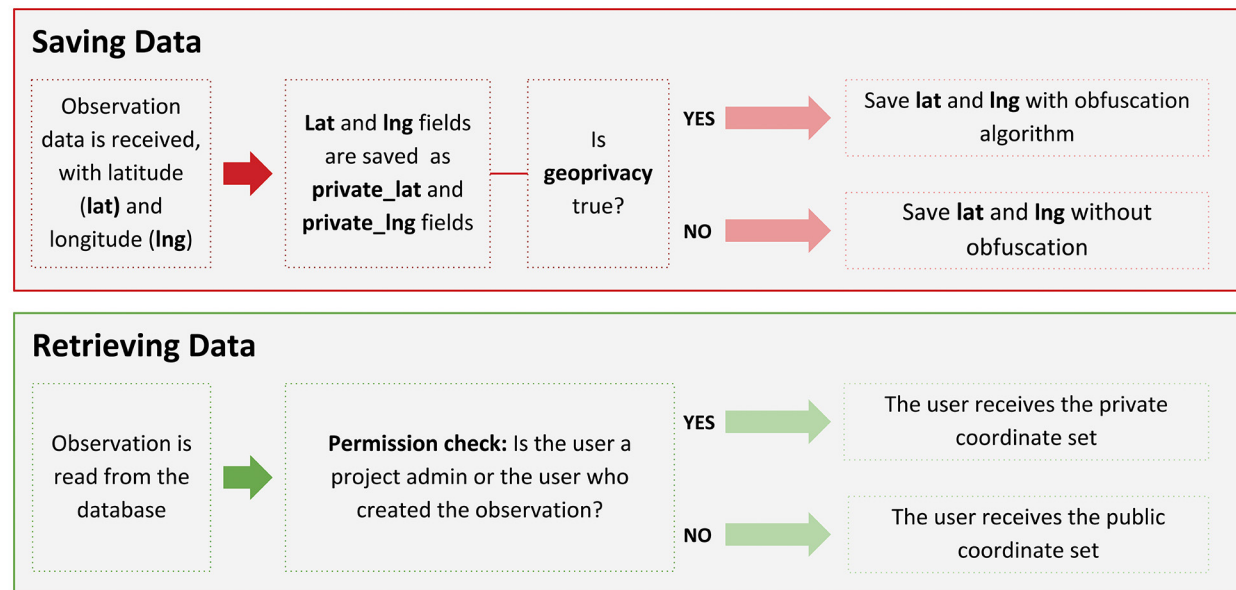 Saving Data
Observation
data is received,
with latitude
(lat) and
longitude (lng)
Lat and lng fields
are saved as
private_lat and
private_lng fields
Is
geoprivacy
true?
YES
Save lat and lng with obfuscation
algorithm
NO
Save lat and lng without
obfuscation
Retrieving Data
Observation is
read from the
database
Permission check: Is the user a
project admin or the user who
created the observation?
YES
The user receives the private
coordinate set
NO
The user receives the public
coordinate set